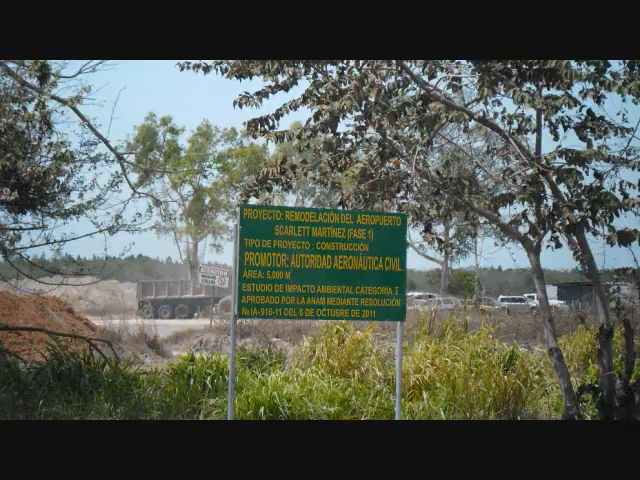 PROYECTO: REMODELACIÓN DEL AEROPUERTO
SCARLETT MARTÍNEZ (FASE 1)
TIPO DE PROYECTO : CONSTRUCCIÓN
PROMOTOR: AUTORIDAD AERONÁUTICA CIVIL
ÁREA: 5,000 M
ESTUDIO DE IMPACTO AMBIENTAL CATEGORÍA I
APROBADO POR LA ANAM MEDIANTE RESOLUCIÓN
№ IA-916-11 DEL 6 DE OCTUBRE DE 2011
ATENCION